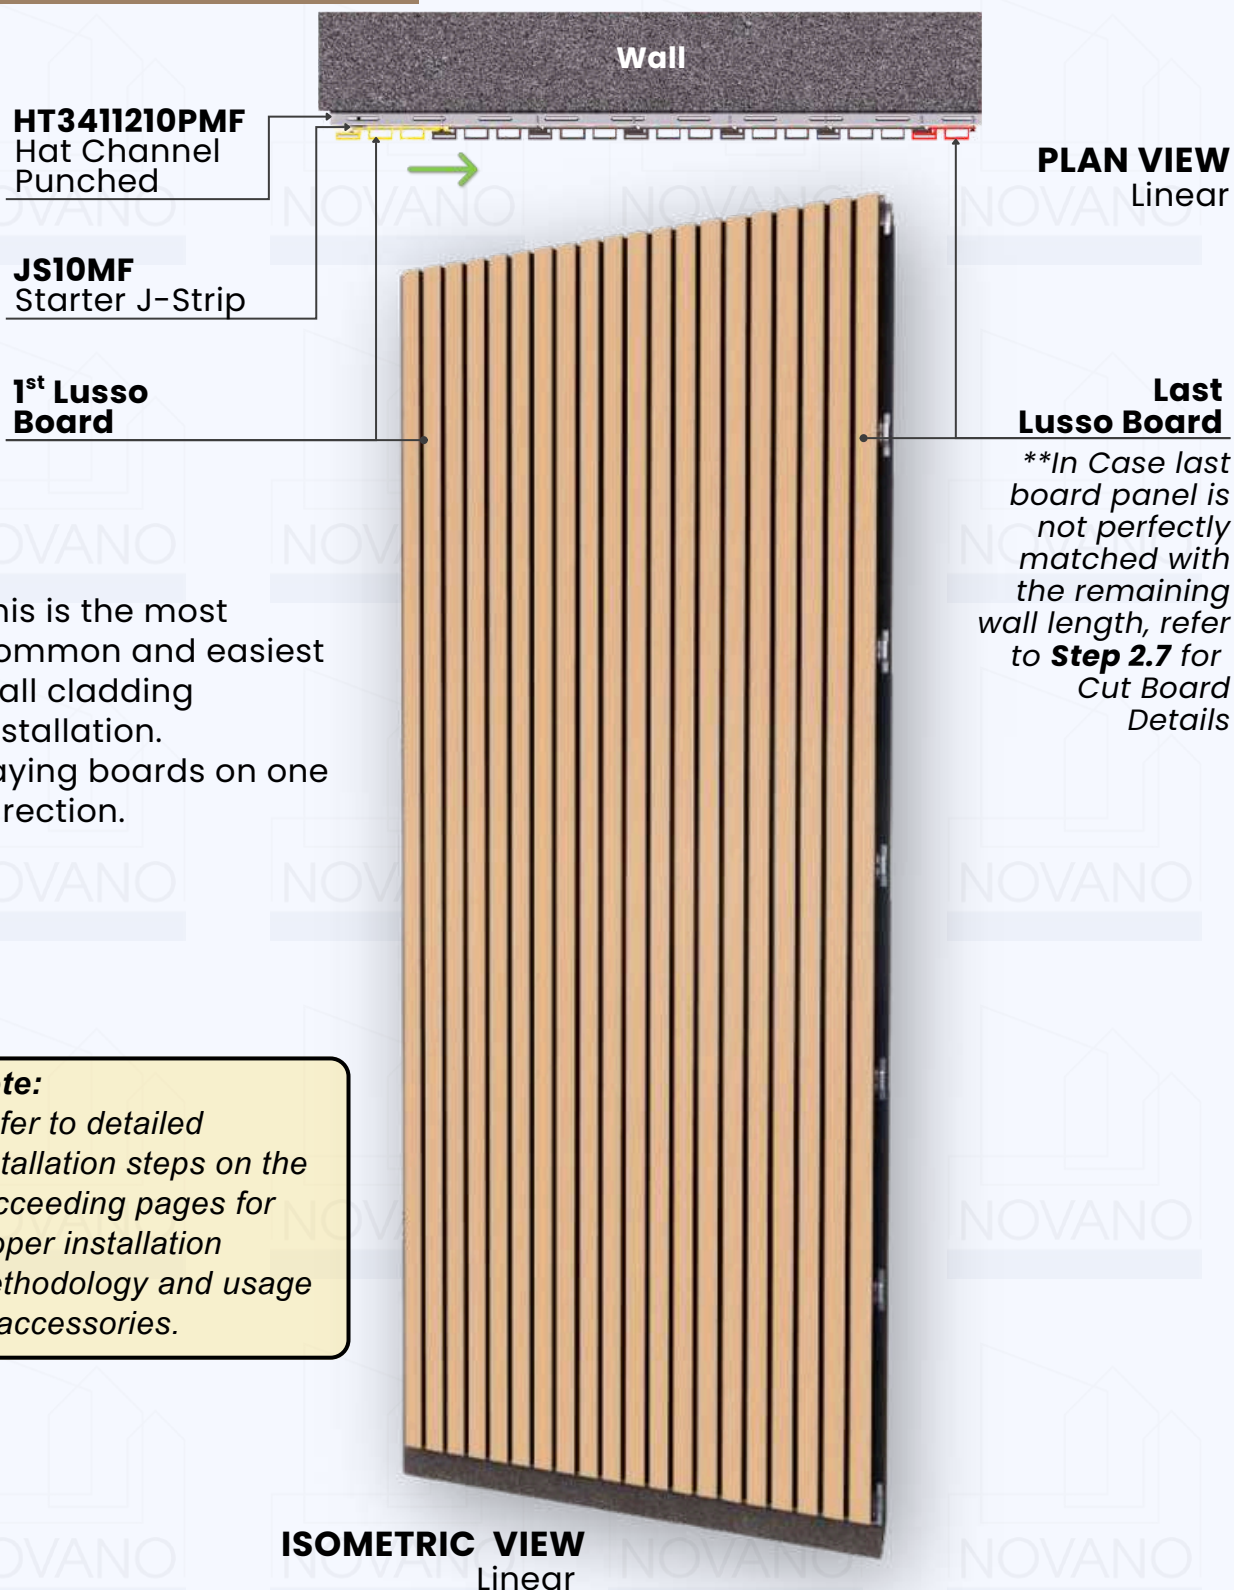 Wall
HT3411210PMF
Hat Channel
Punched
PLAN VIEW
Linear
JS10MF
Starter J-Strip
1st Lusso
Board
Last
Lusso Board
**In Case last
board panel is
not perfectly
matched with
the remaining
wall length, refer
to Step 2.7 for
Cut Board
Details
his is the most
ommon and easiest
all cladding
stallation.
aying boards on one
rection.
te:
fer to detailed
tallation steps on the
cceeding pages for
oper installation
ethodology and usage
accessories.
ISOMETRIC VIEW
Linear
NOVANO